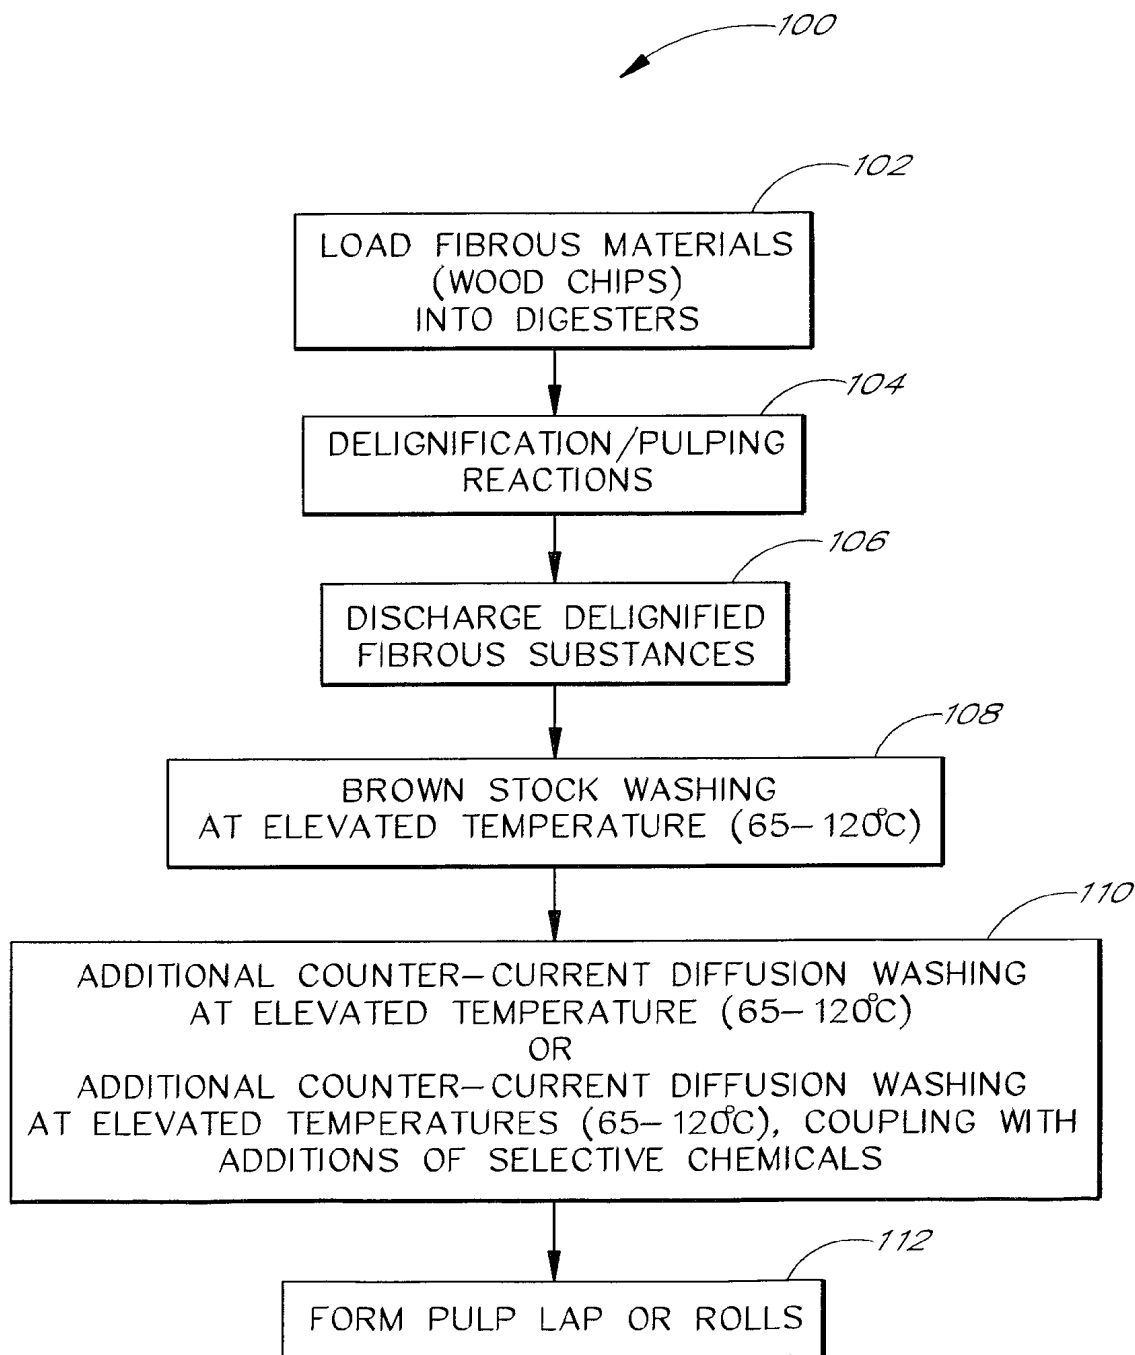 100
102
LOAD FIBROUS MATERIALS
(WOOD CHIPS)
INTO DIGESTERS
104
DELIGNIFICATION/PULPING
REACTIONS
106
DISCHARGE DELIGNIFIED
FIBROUS SUBSTANCES
108
BROWN STOCK WASHING
AT ELEVATED TEMPERATURE (65–120°C)
110
ADDITIONAL COUNTER–CURRENT DIFFUSION WASHING
AT ELEVATED TEMPERATURE (65–120°C)
OR
ADDITIONAL COUNTER–CURRENT DIFFUSION WASHING
AT ELEVATED TEMPERATURES (65–120°C), COUPLING WITH
ADDITIONS OF SELECTIVE CHEMICALS
112
FORM PULP LAP OR ROLLS